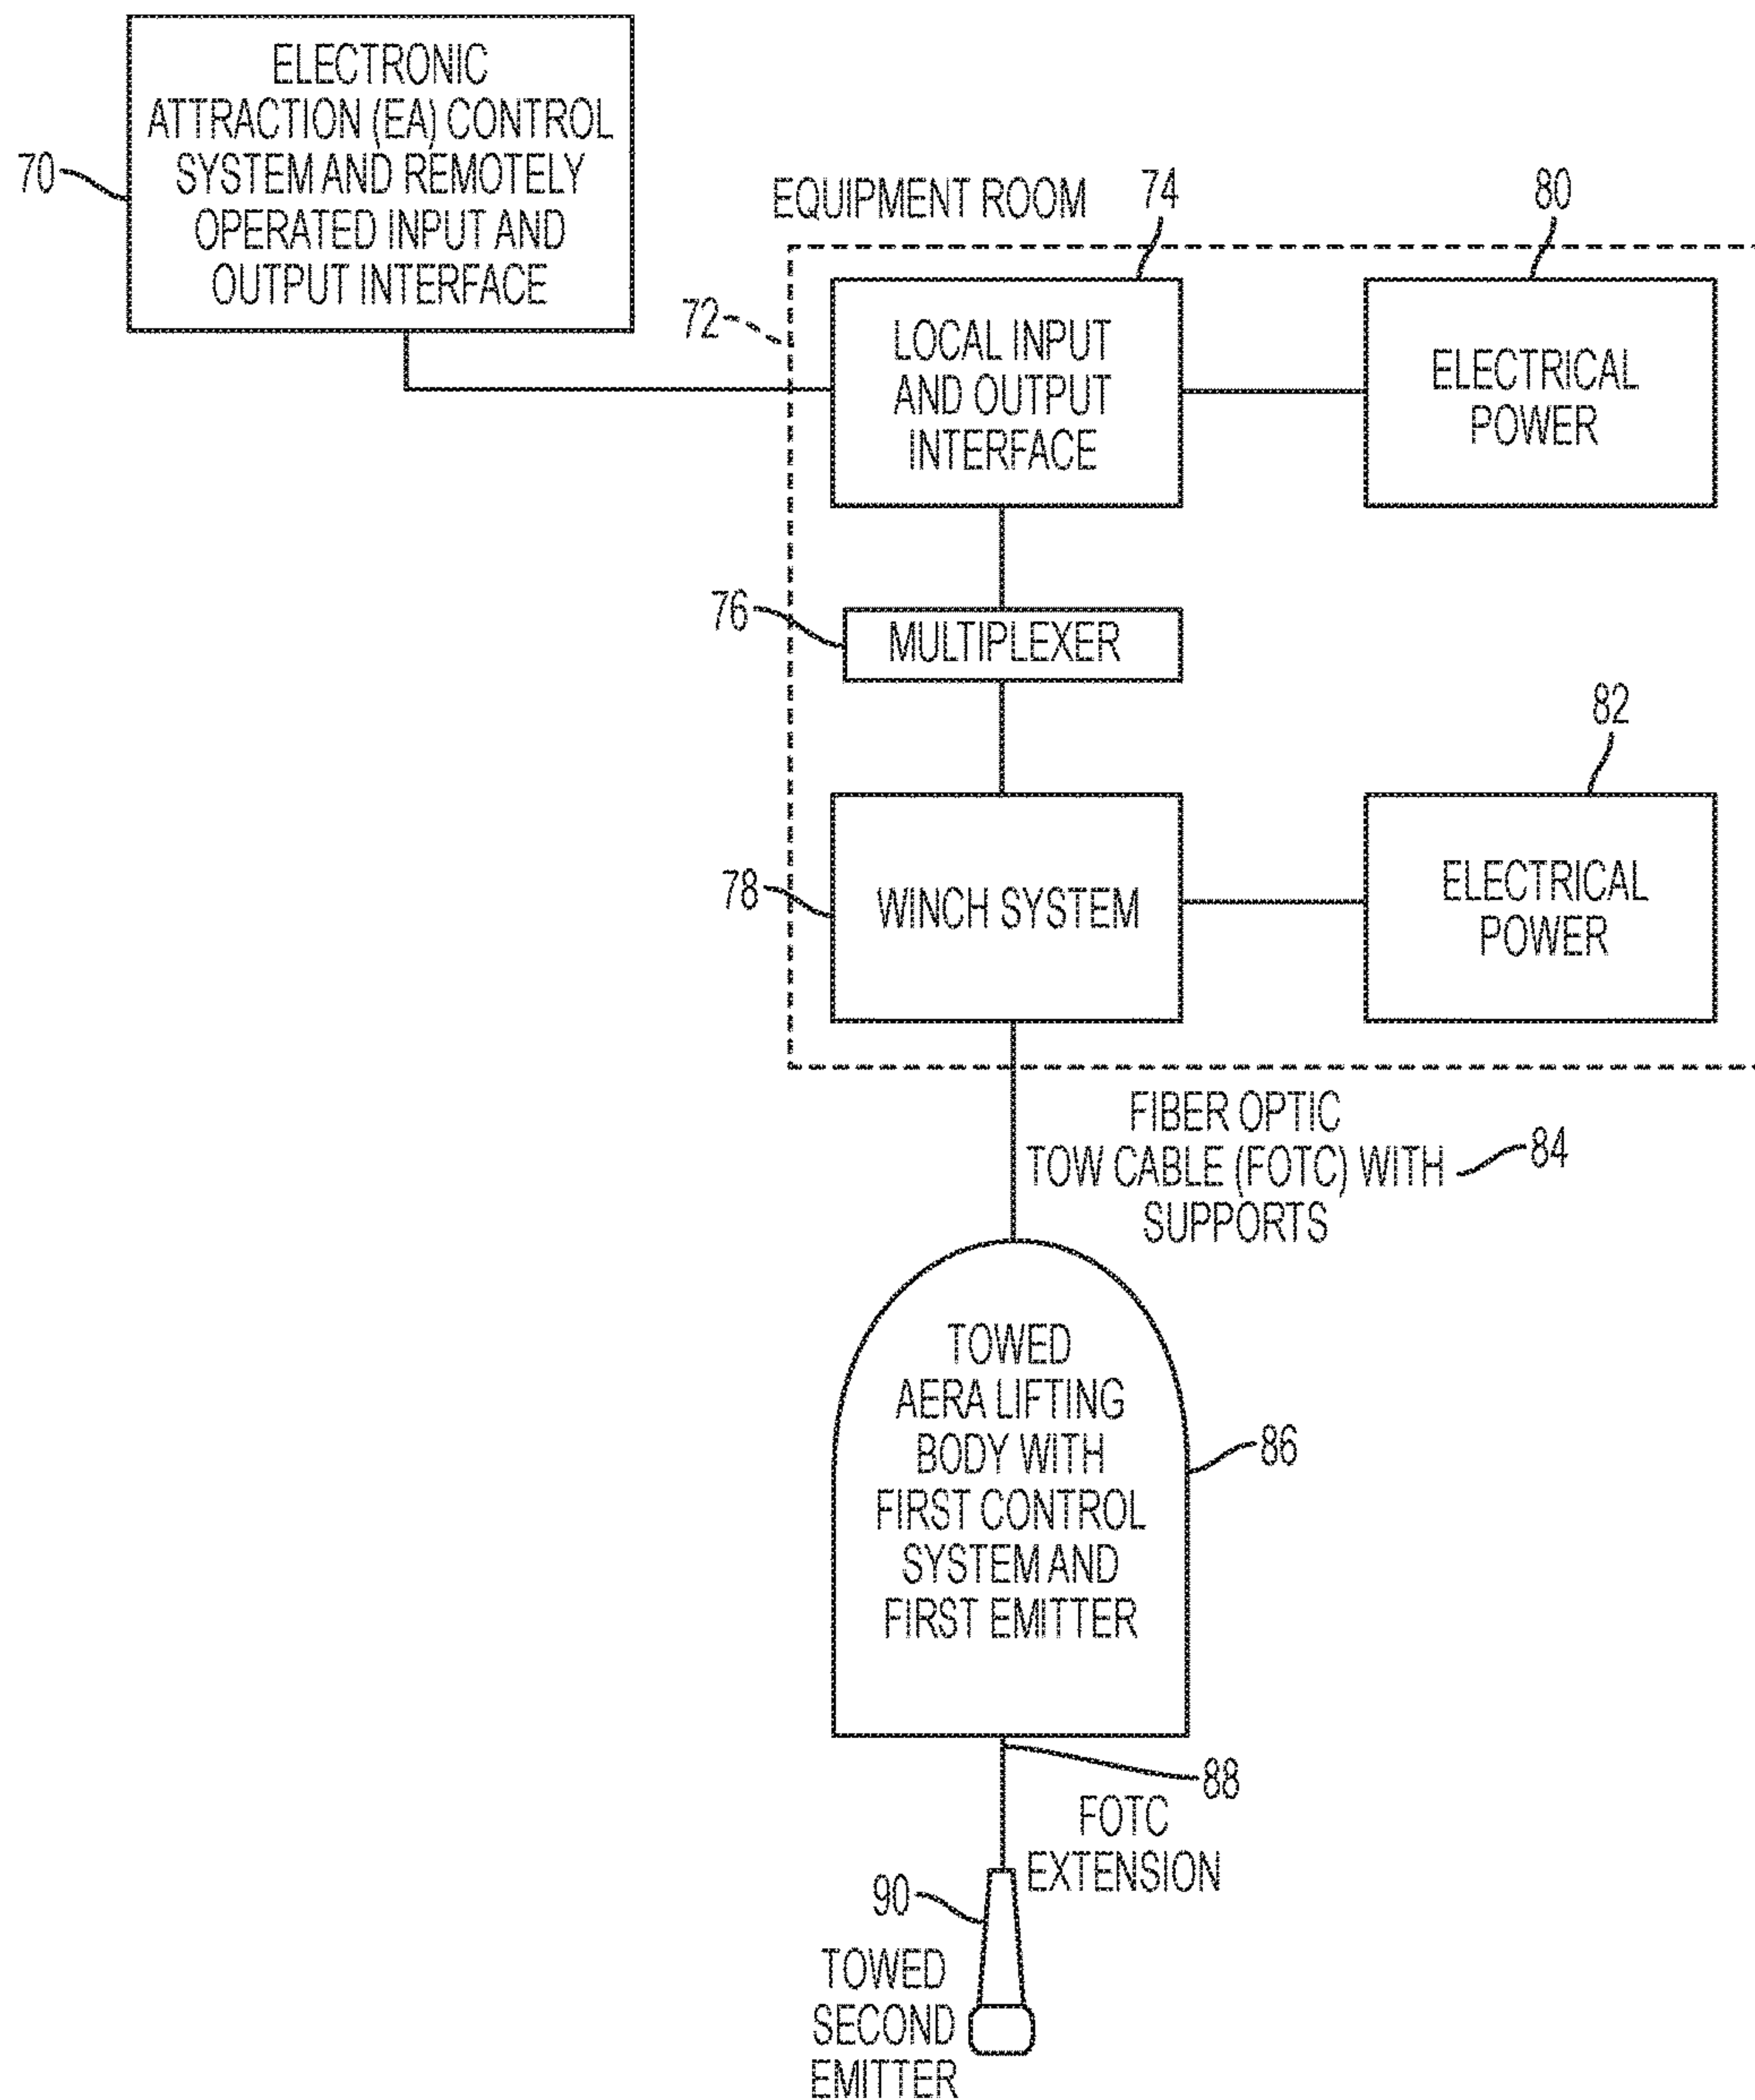 ELECTRONIC
ATTRACTION (EA) CONTROL
SYSTEM AND REMOTELY
OPERATED INPUT AND
OUTPUT INTERFACE
70
EQUIPMENT ROOM
74
80
72
LOCAL INPUT
AND OUTPUT
INTERFACE
ELECTRICAL
POWER
76
MULTIPLEXER
82
78
WINCH SYSTEM
ELECTRICAL
POWER
FIBER OPTIC
TOW CABLE (FOTC) WITH
SUPPORTS
84
TOWED
AERA LIFTING
BODY WITH
FIRST CONTROL
SYSTEM AND
FIRST EMITTER
86
88
FOTC
EXTENSION
90
TOWED
SECOND
EMITTER